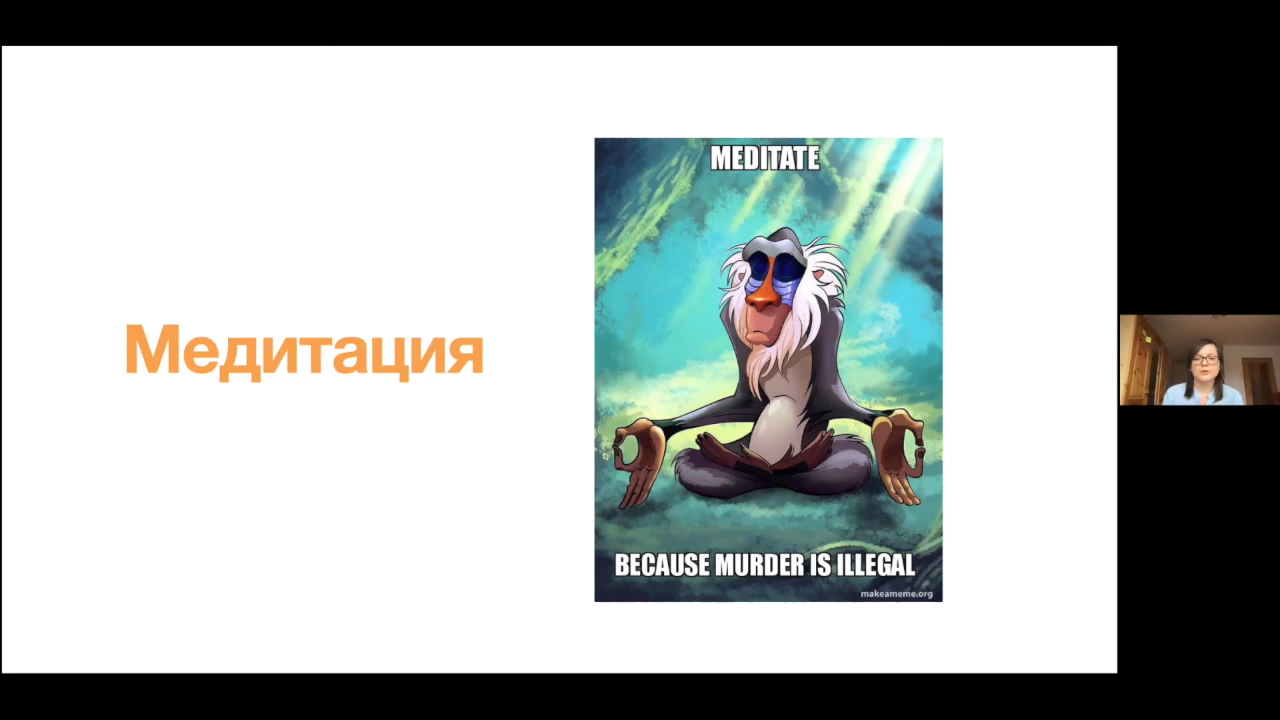 Медитация
MEDITATE
BECAUSE MURDER IS ILLEGAL
makeameme.org